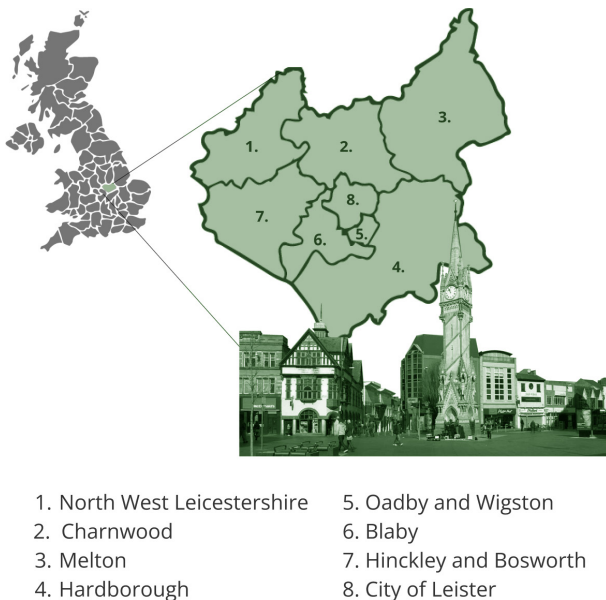 1.
2.
3.
4.
5.
6.
7.
8.
1. North West Leicestershire
2. Charnwood
3. Melton
4. Hardborough
5. Oadby and Wigston
6. Blaby
7. Hinckley and Bosworth
8. City of Leister